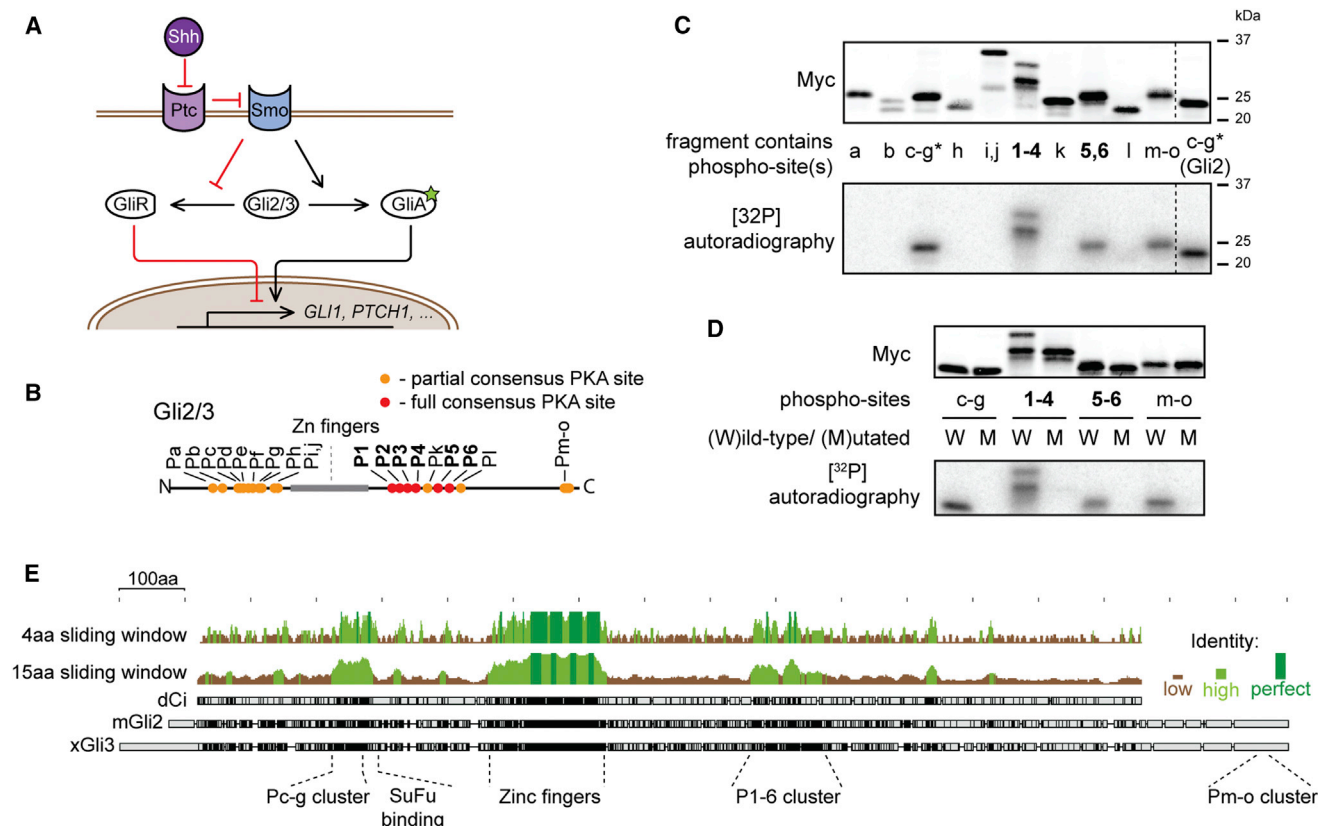 A
Shh
Ptc
Smo
GliR
Gli2/3
GliA
GLI1, PTCH1, ...
B
- partial consensus PKA site
- full consensus PKA site
Gli2/3
Zn fingers
Pa
Pb
Pc
Pd
Pe
Pf
Pg
Ph
Pi,j
P1
P2
P3
P4
Pk
P5
P6
Pl
Pm-o
N
C
C
kDa
37
Myc
25
20
fragment contains
phospho-site(s)
a b c-g* h i,j 1-4 k 5,6 l m-o c-g*
(Gli2)
37
[32P]
autoradiography
25
20
D
Myc
phospho-sites
c-g 1-4 5-6 m-o
(W)ild-type/ (M)utated
W M W M W M W M
[32P]
autoradiography
E
100aa
4aa sliding window
15aa sliding window
dCi
mGli2
xGli3
Identity:
low high perfect
Pc-g cluster
SuFu
binding
Zinc fingers
P1-6 cluster
Pm-o cluster